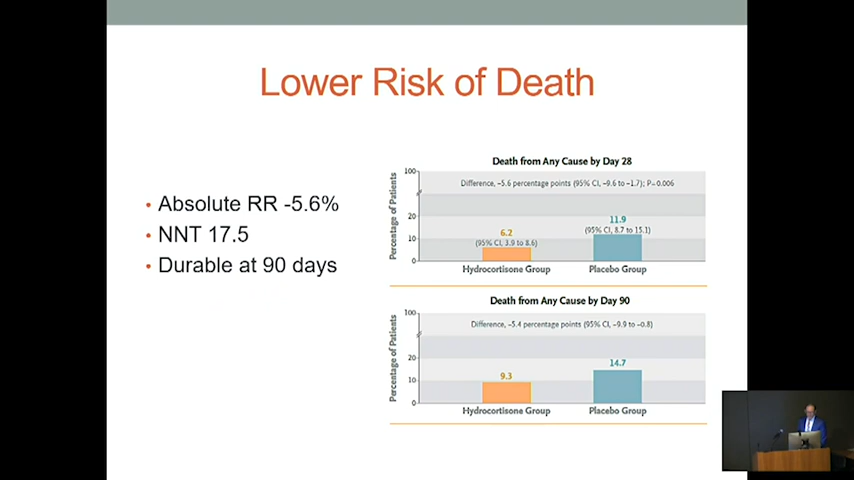 Lower Risk of Death
• Absolute RR -5.6%
• NNT 17.5
• Durable at 90 days
Death from Any Cause by Day 28
Percentage of Patients
100
20
10
0
Difference, –5.6 percentage points (95% CI, –9.6 to –1.7); P=0.006
6.2
(95% CI, 3.9 to 8.6)
11.9
(95% CI, 8.7 to 15.1)
Hydrocortisone Group
Placebo Group
Death from Any Cause by Day 90
Percentage of Patients
100
20
10
0
Difference, –5.4 percentage points (95% CI, –9.9 to –0.8)
9.3
14.7
Hydrocortisone Group
Placebo Group